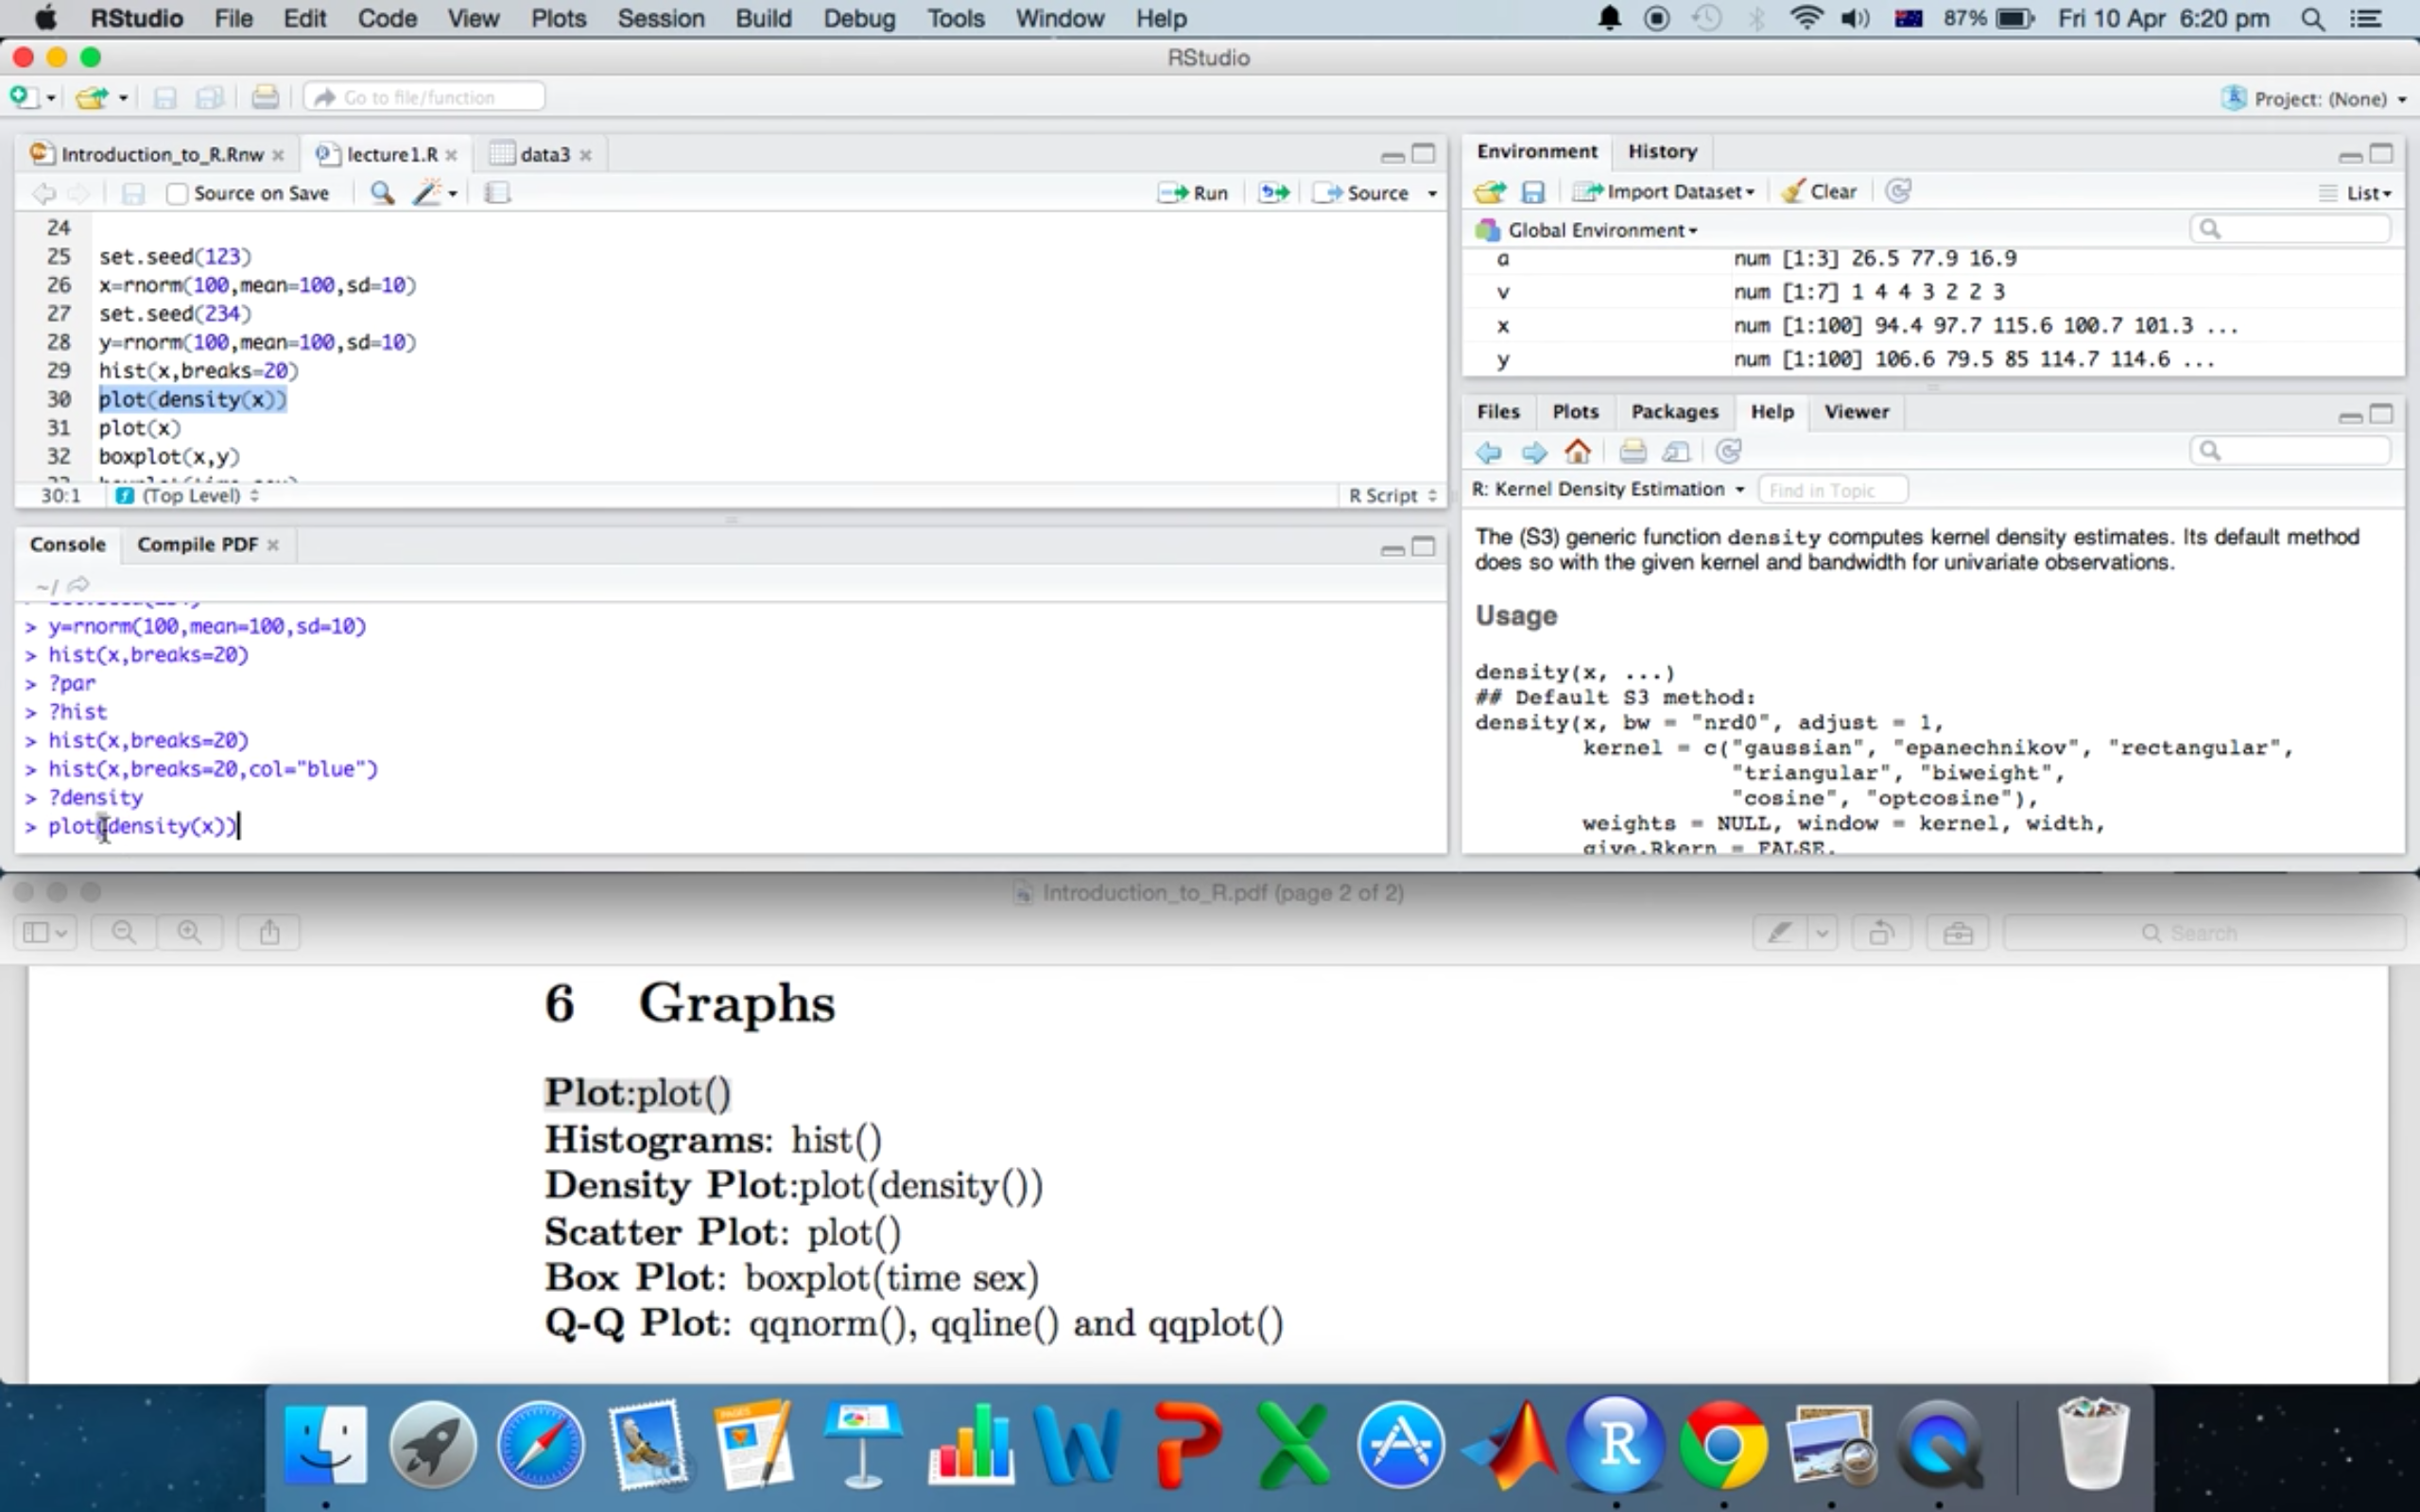 RStudio File Edit Code View Plots Session Build Debug Tools Window Help 87% Fri 10 Apr 6:20 pm
RStudio
Go to file/function Project: (None)
Introduction_to_R.Rnw lecture1.R data3
Source on Save Run Source
24
25 set.seed(123)
26 x=rnorm(100,mean=100,sd=10)
27 set.seed(234)
28 y=rnorm(100,mean=100,sd=10)
29 hist(x,breaks=20)
30 plot(density(x))
31 plot(x)
32 boxplot(x,y)
30:1 (Top Level) R Script
Console Compile PDF
~/
> y=rnorm(100,mean=100,sd=10)
> hist(x,breaks=20)
> ?par
> ?hist
> hist(x,breaks=20)
> hist(x,breaks=20,col="blue")
> ?density
> plot(density(x))
Environment History
Import Dataset Clear List
Global Environment
a num [1:3] 26.5 77.9 16.9
v num [1:7] 1 4 4 3 2 2 3
x num [1:100] 94.4 97.7 115.6 100.7 101.3 ...
y num [1:100] 106.6 79.5 85 114.7 114.6 ...
Files Plots Packages Help Viewer
R: Kernel Density Estimation Find in Topic
The (S3) generic function density computes kernel density estimates. Its default method
does so with the given kernel and bandwidth for univariate observations.
Usage
density(x, ...)
## Default S3 method:
density(x, bw = "nrd0", adjust = 1,
kernel = c("gaussian", "epanechnikov", "rectangular",
"triangular", "biweight",
"cosine", "optcosine"),
weights = NULL, window = kernel, width,
give.Rkern = FALSE,
Introduction_to_R.pdf (page 2 of 2)
Search
6 Graphs
Plot:plot()
Histograms: hist()
Density Plot:plot(density())
Scatter Plot: plot()
Box Plot: boxplot(time sex)
Q-Q Plot: qqnorm(), qqline() and qqplot()
PAGES